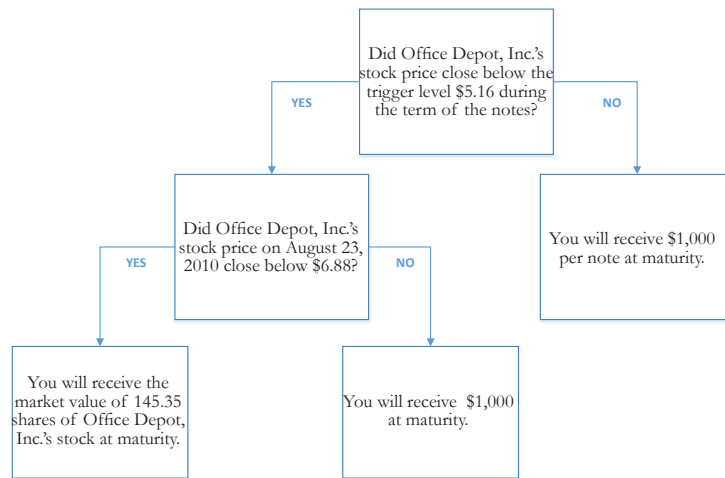 Did Office Depot, Inc.'s
stock price close below the
trigger level $5.16 during
the term of the notes?
YES
NO
Did Office Depot, Inc.'s
stock price on August 23,
2010 close below $6.88?
You will receive $1,000
per note at maturity.
YES
NO
You will receive the
market value of 145.35
shares of Office Depot,
Inc.'s stock at maturity.
You will receive $1,000
at maturity.